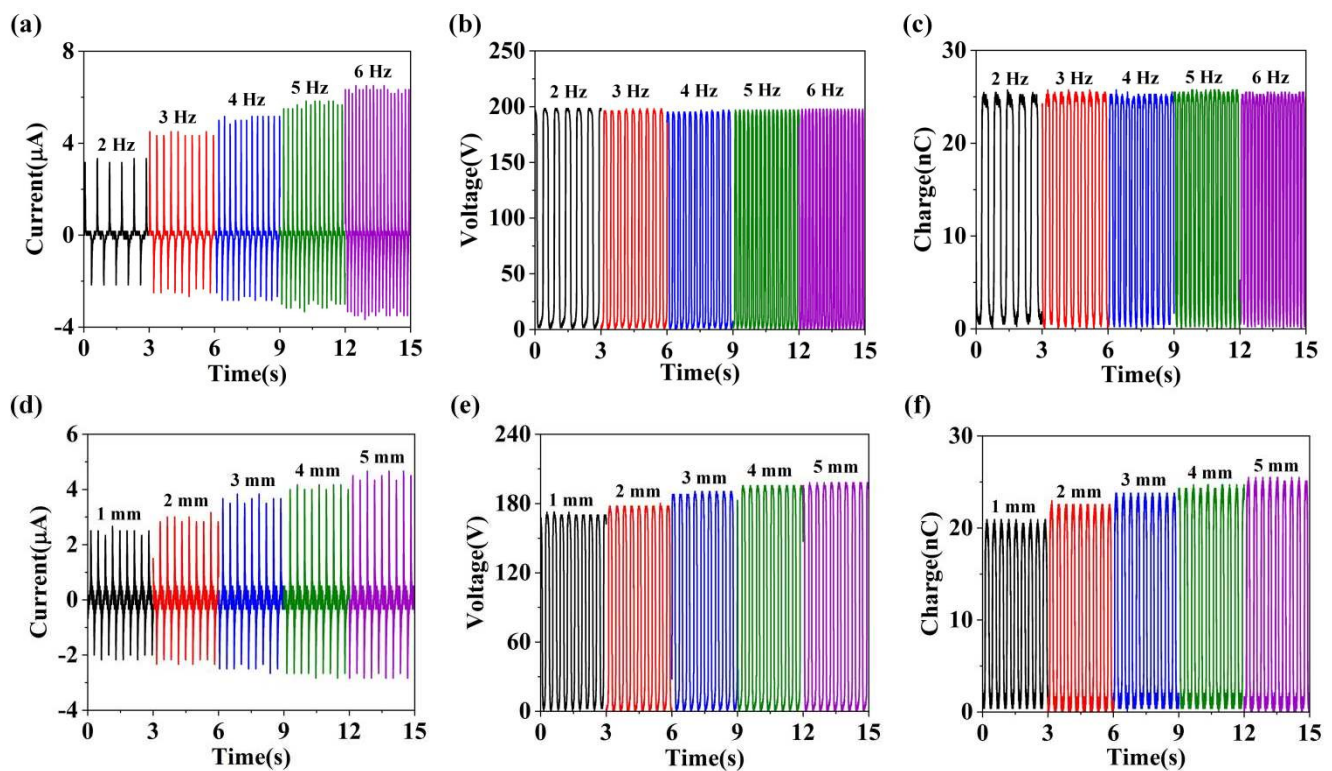 (a)
Current(μA)
8
4
0
-4
2 Hz
3 Hz
4 Hz
5 Hz
6 Hz
0 3 6 9 12 15
Time(s)
(b)
Voltage(V)
250
200
150
100
50
0
2 Hz 3 Hz 4 Hz 5 Hz 6 Hz
0 3 6 9 12 15
Time(s)
(c)
Charge(nC)
30
20
10
0
2 Hz 3 Hz 4 Hz 5 Hz 6 Hz
0 3 6 9 12 15
Time(s)
(d)
Current(μA)
6
4
2
0
-2
-4
1 mm
2 mm
3 mm
4 mm
5 mm
0 3 6 9 12 15
Time(s)
(e)
Voltage(V)
240
180
120
60
0
1 mm
2 mm
3 mm
4 mm
5 mm
0 3 6 9 12 15
Time(s)
(f)
Charge(nC)
30
20
10
0
1 mm
2 mm
3 mm
4 mm
5 mm
0 3 6 9 12 15
Time(s)